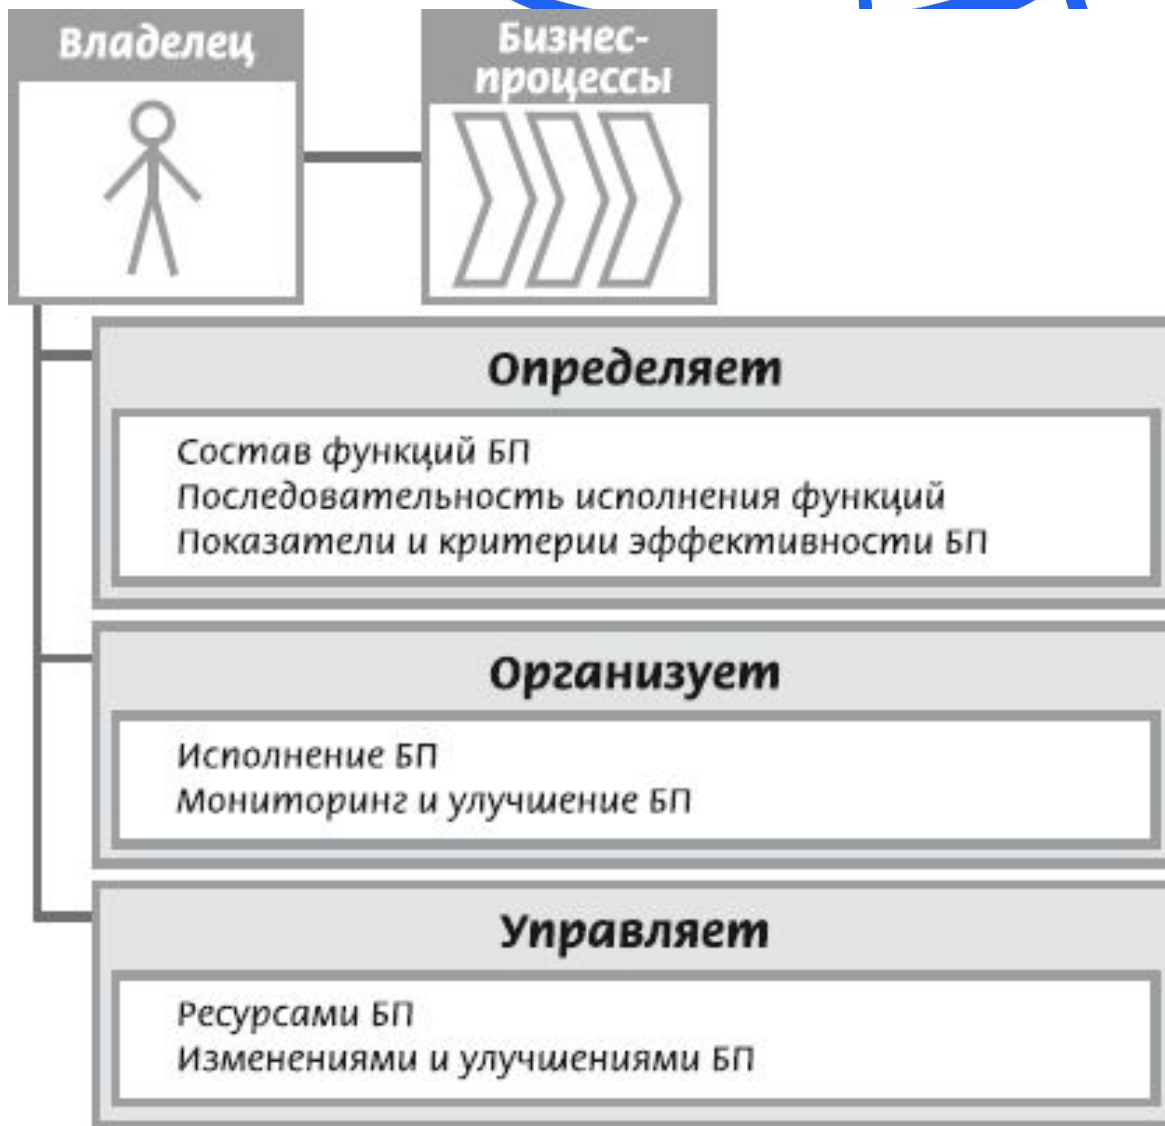 Владелец
Бизнес-
процессы
Определяет
Состав функций БП
Последовательность исполнения функций
Показатели и критерии эффективности БП
Организует
Исполнение БП
Мониторинг и улучшение БП
Управляет
Ресурсами БП
Изменениями и улучшениями БП